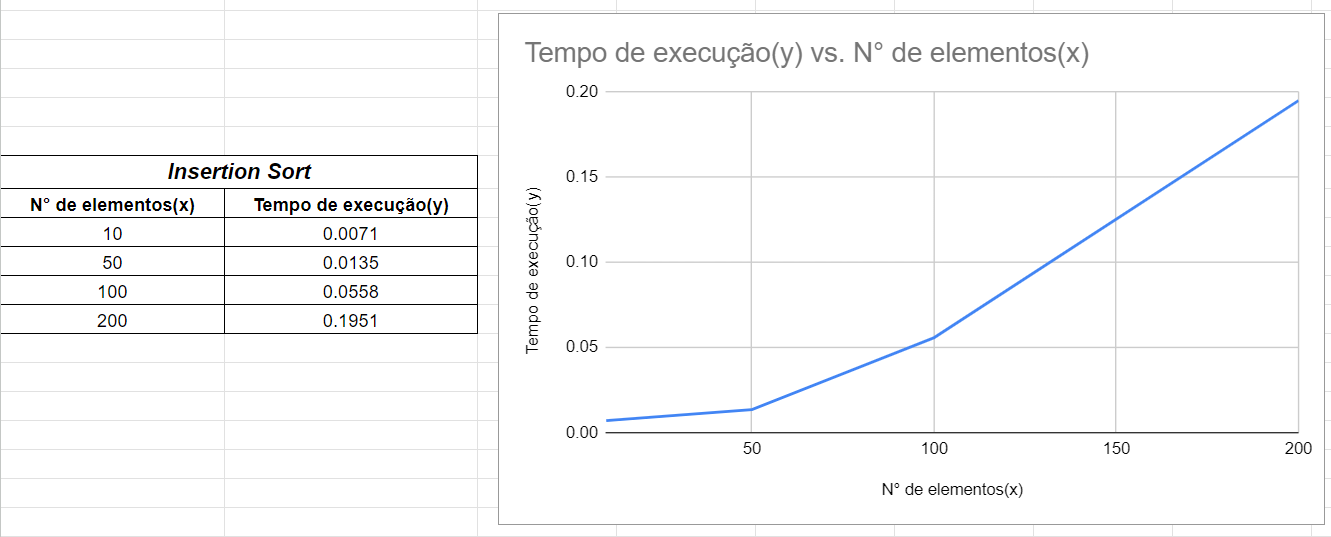 Insertion Sort
N° de elementos(x) Tempo de execução(y)
10 0.0071
50 0.0135
100 0.0558
200 0.1951
Tempo de execução(y) vs. N° de elementos(x)
Tempo de execução(y)
0.20
0.15
0.10
0.05
0.00
50 100 150 200
N° de elementos(x)